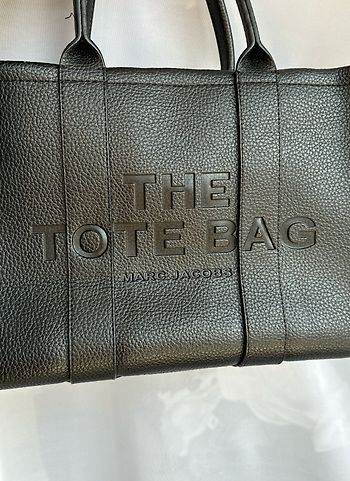 THE
TOTE BAG
MARC JACOBS